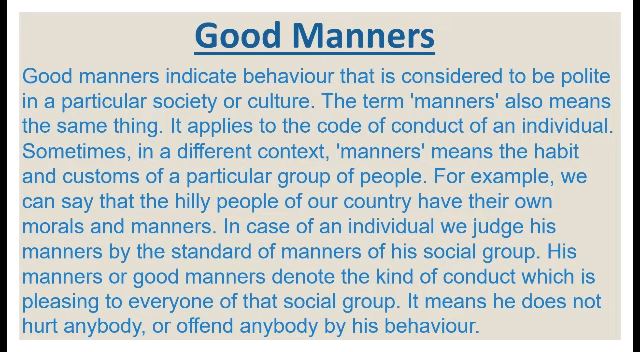 Good Manners
Good manners indicate behaviour that is considered to be polite
in a particular society or culture. The term 'manners' also means
the same thing. It applies to the code of conduct of an individual.
Sometimes, in a different context, 'manners' means the habit
and customs of a particular group of people. For example, we
can say that the hilly people of our country have their own
morals and manners. In case of an individual we judge his
manners by the standard of manners of his social group. His
manners or good manners denote the kind of conduct which is
pleasing to everyone of that social group. It means he does not
hurt anybody, or offend anybody by his behaviour.